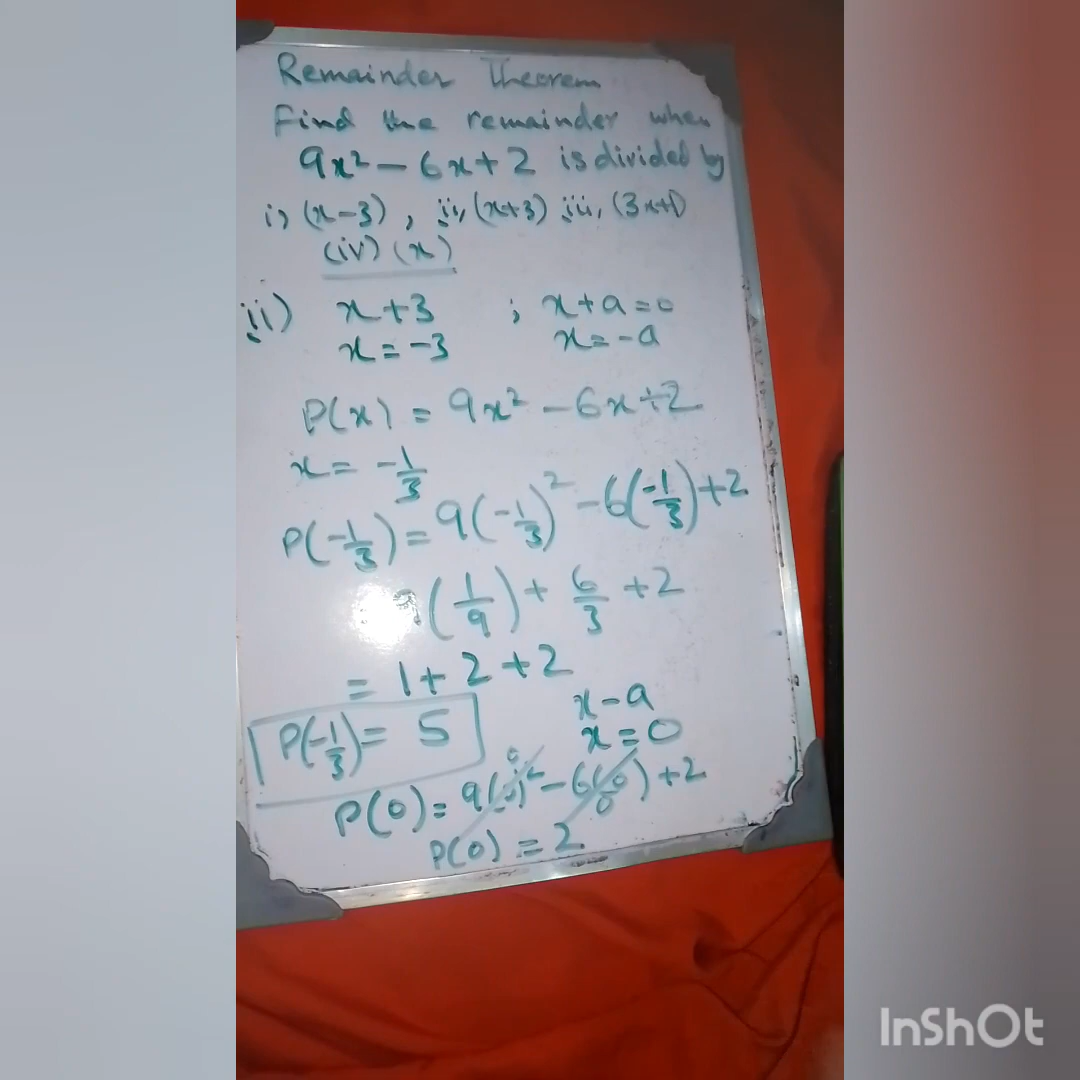 Remainder Theorem
Find the remainder when
9x² - 6x + 2 is divided by
i, (x-3), ii, (x+3) iii, (3x+1)
(iv) (x)
ii) x+3 ; x+a=0
x=-3 x=-a
P(x) = 9x² - 6x + 2
x = -1/3
P(-1/3) = 9(-1/3)² - 6(-1/3) + 2
(1/9) + 6/3 + 2
= 1 + 2 + 2
x-a
P(-1/3) = 5 x=0
P(0) = 9(0)² - 6(0) + 2
P(0) = 2
InShOt